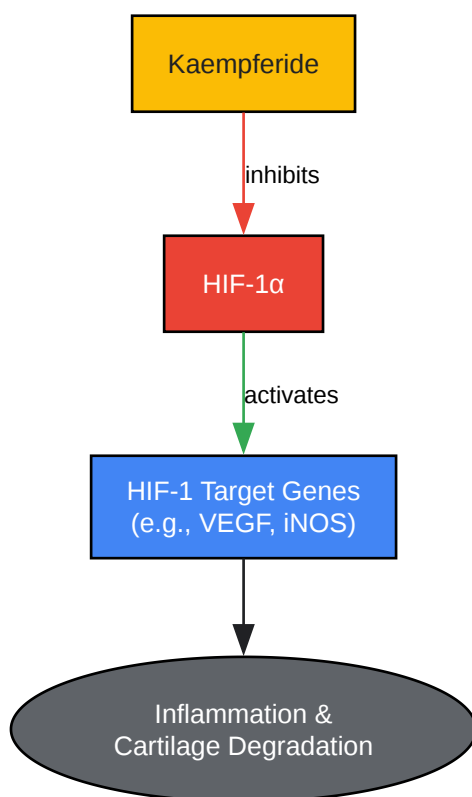 Kaempferide
inhibits
HIF-1α
activates
HIF-1 Target Genes
(e.g., VEGF, iNOS)
Inflammation &
Cartilage Degradation